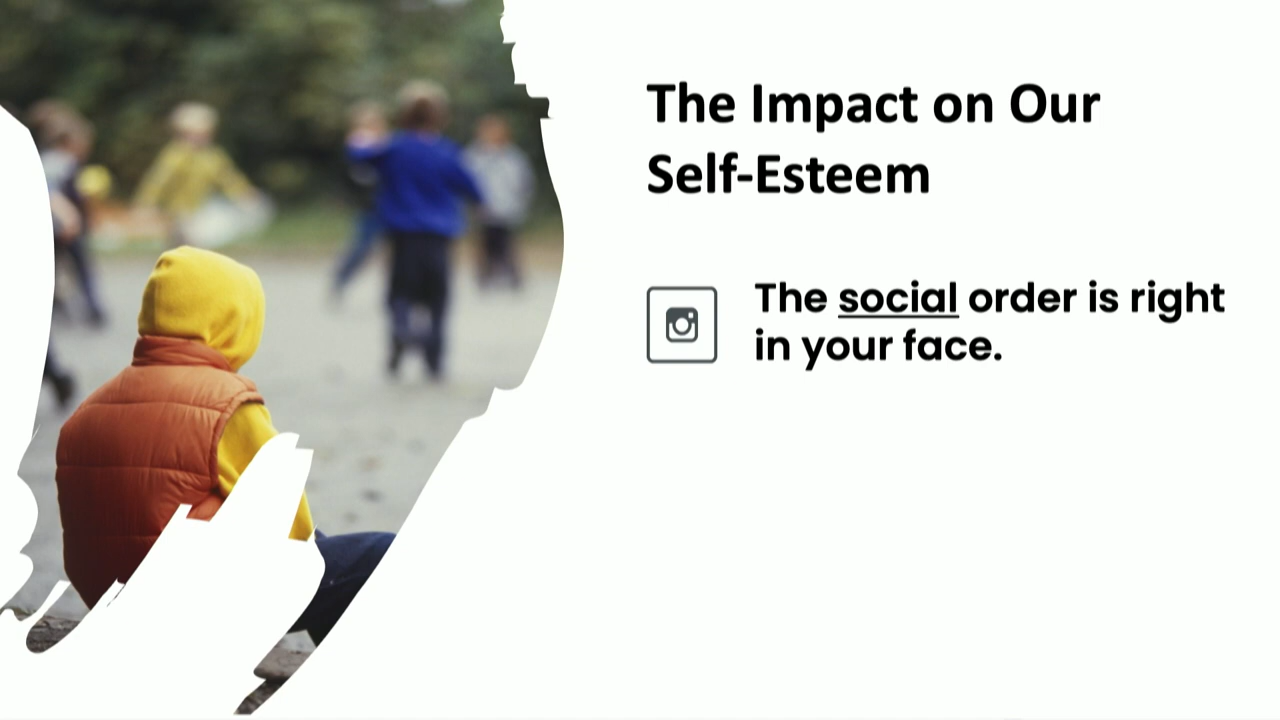 The Impact on Our
Self-Esteem
The social order is right
in your face.